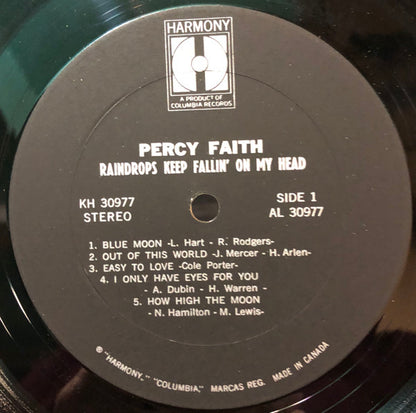 HARMONY
A PRODUCT OF
COLUMBIA RECORDS
PERCY FAITH
RAINDROPS KEEP FALLIN' ON MY HEAD
KH 30977 SIDE 1
STEREO AL 30977
1. BLUE MOON -L. Hart - R. Rodgers-
2. OUT OF THIS WORLD -J. Mercer - H. Arlen-
3. EASY TO LOVE -Cole Porter-
4. I ONLY HAVE EYES FOR YOU
- A. Dubin - H. Warren -
5. HOW HIGH THE MOON
- N. Hamilton - M. Lewis-
® "HARMONY," "COLUMBIA," MARCAS REG. MADE IN CANADA